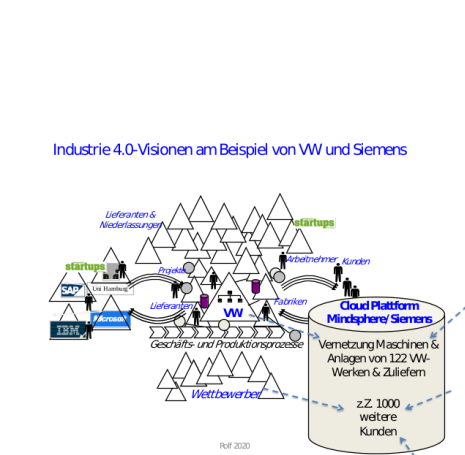 Industrie 4.0-Visionen am Beispiel von VW und Siemens
Lieferanten &
Niederlassungen
startups
Arbeitnehmer
Kunden
startups
Projekte
Uni Hamburg
SAP
Lieferanten
Fabriken
VW
Microsoft
IBM
Cloud Plattform
Mindsphere/Siemens
Geschäfts- und Produktionsprozesse
Vernetzung Maschinen &
Anlagen von 122 VW-
Werken & Zuliefern
Wettbewerber
z.Z. 1000
weitere
Kunden
Rolf 2020